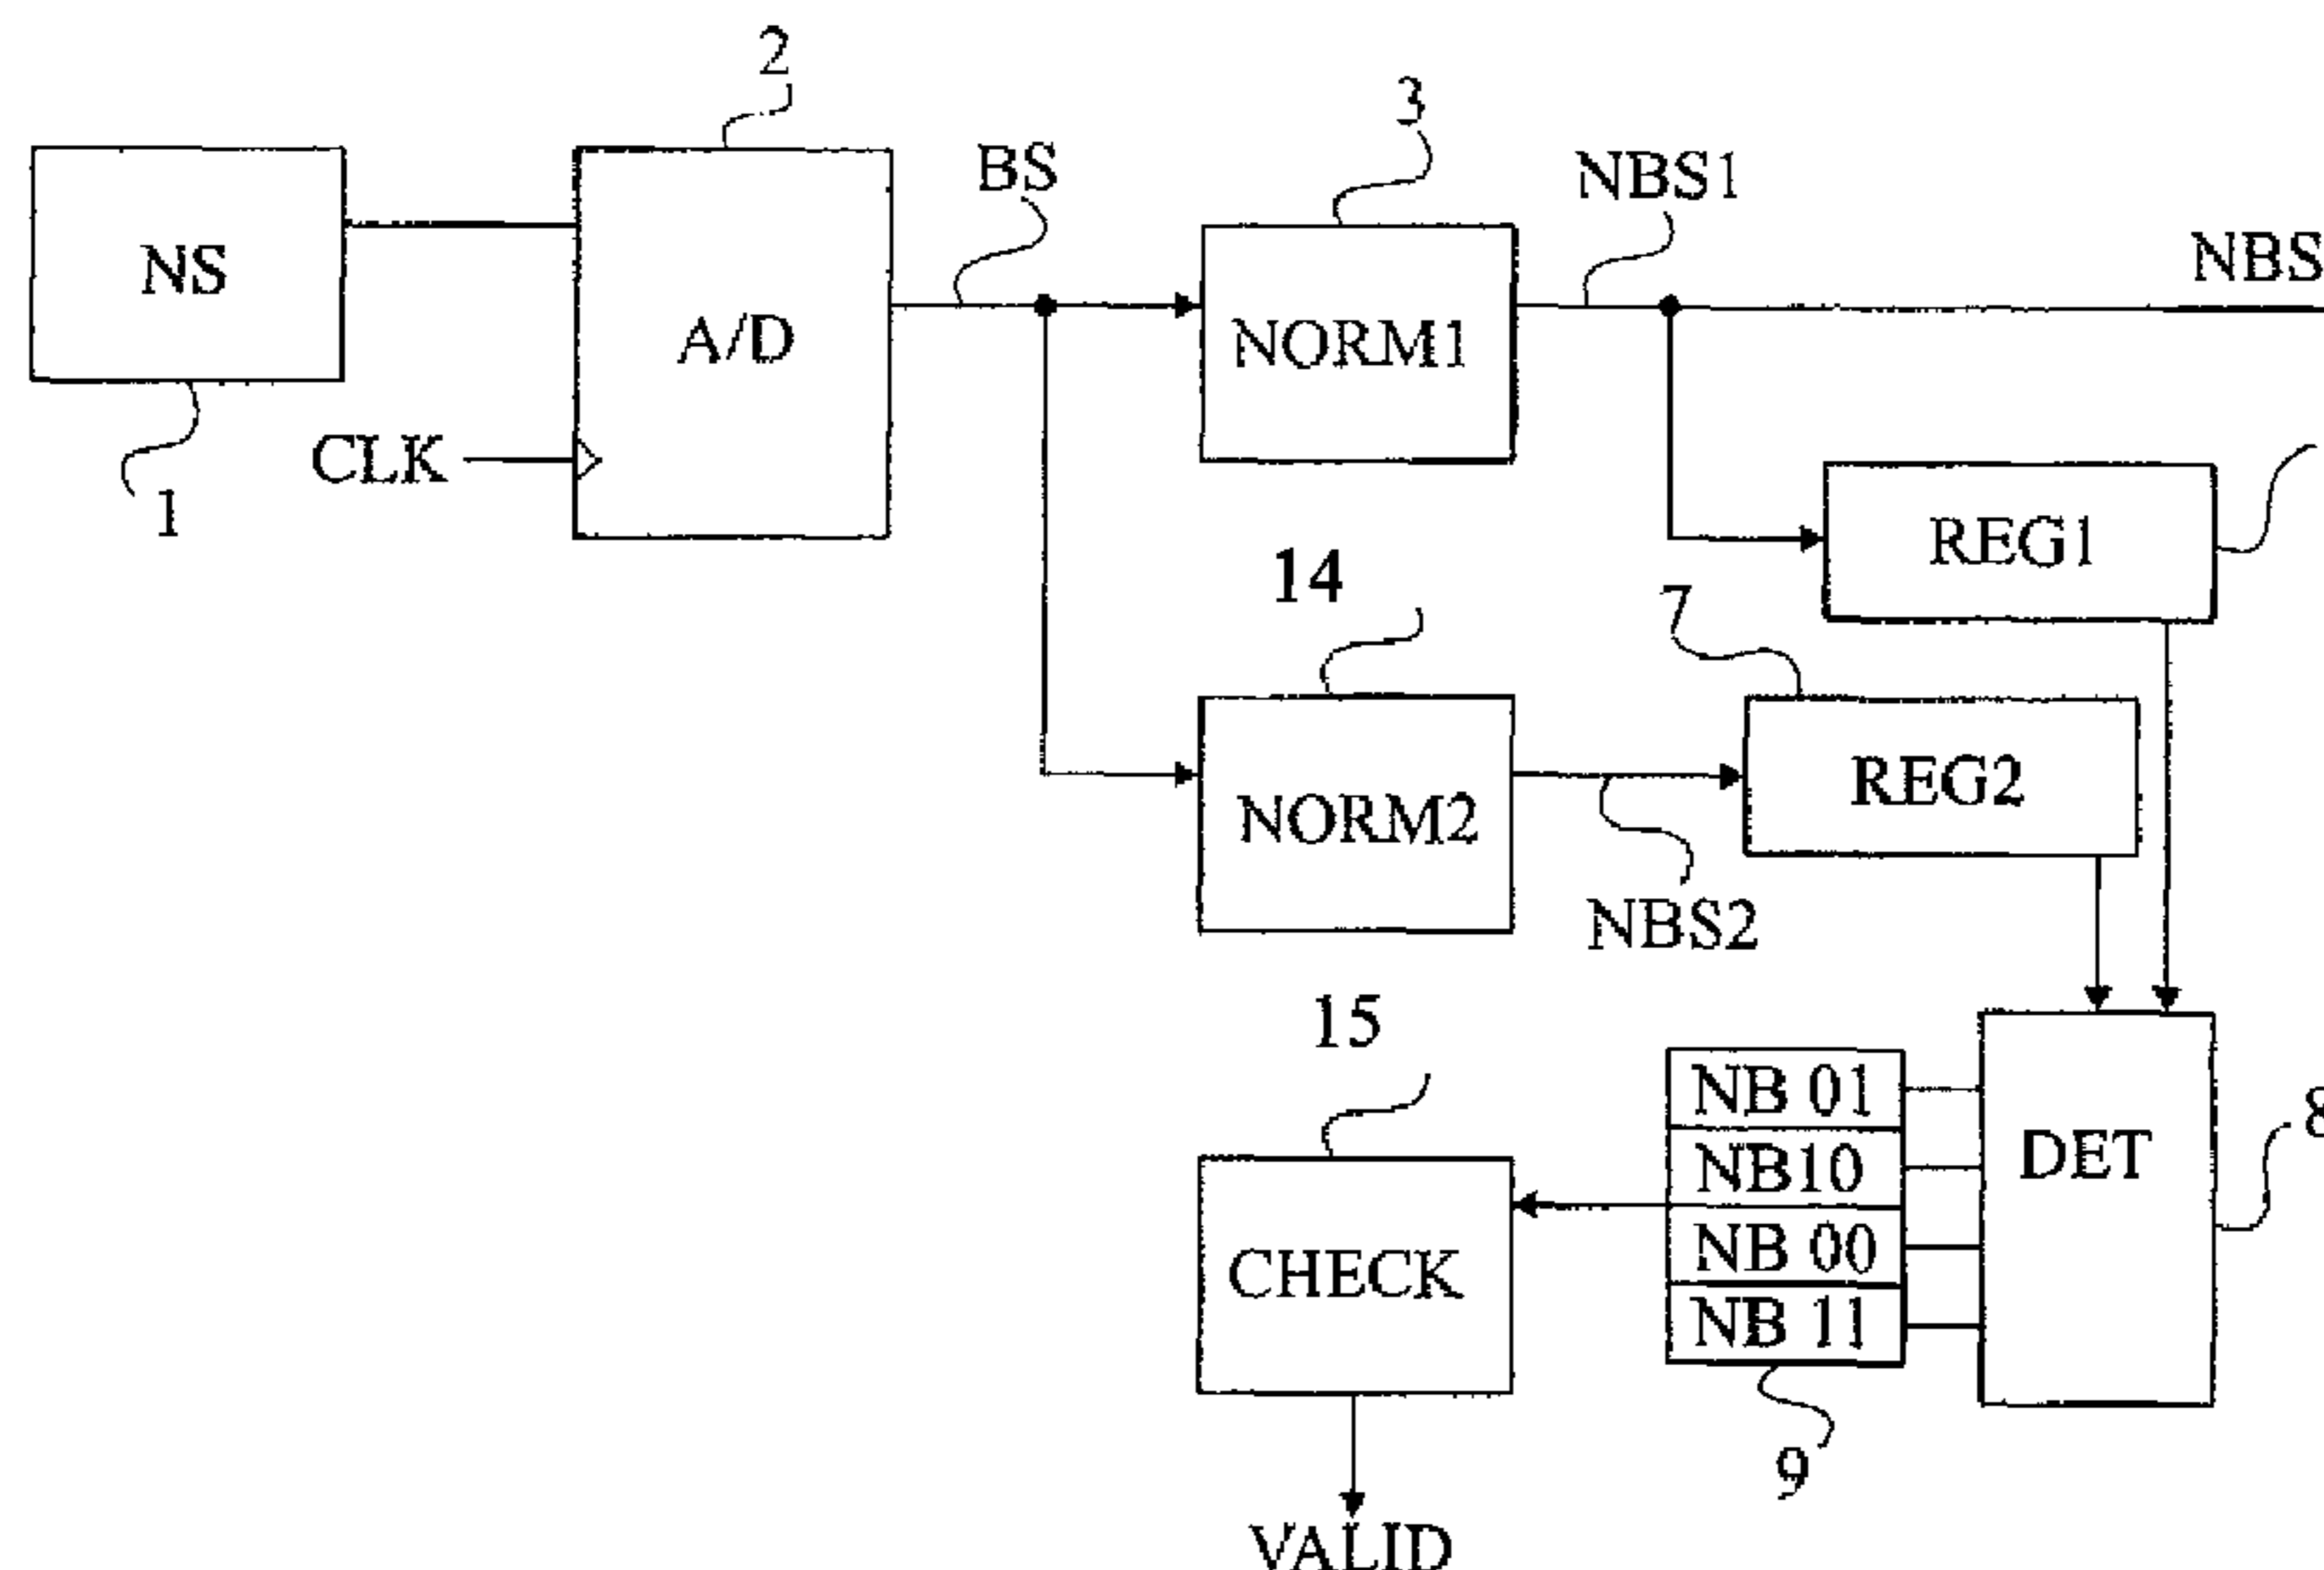 2
3
BS
NBS1
NBS
NS
A/D
NORM1
CLK
1
REG1
14
7
REG2
NORM2
NBS2
15
NB 01
NB10
NB 00
NB 11
DET
8
CHECK
9
VALID